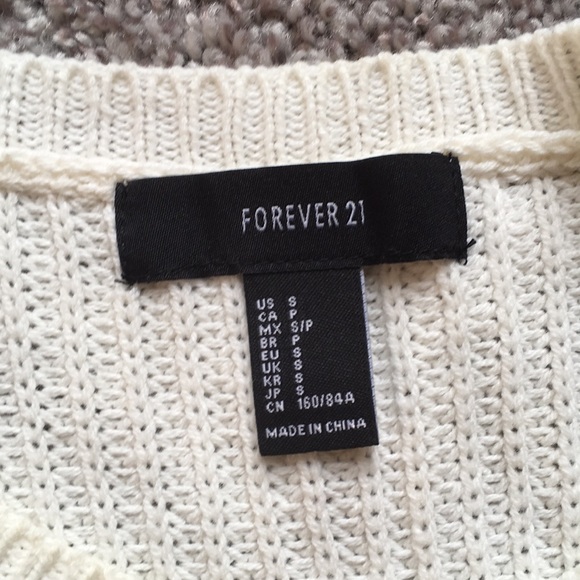 FOREVER 21
US S
CA P
MX S/P
BR P
EU S
UK S
KR S
JP S
CN 160/84A
MADE IN CHINA